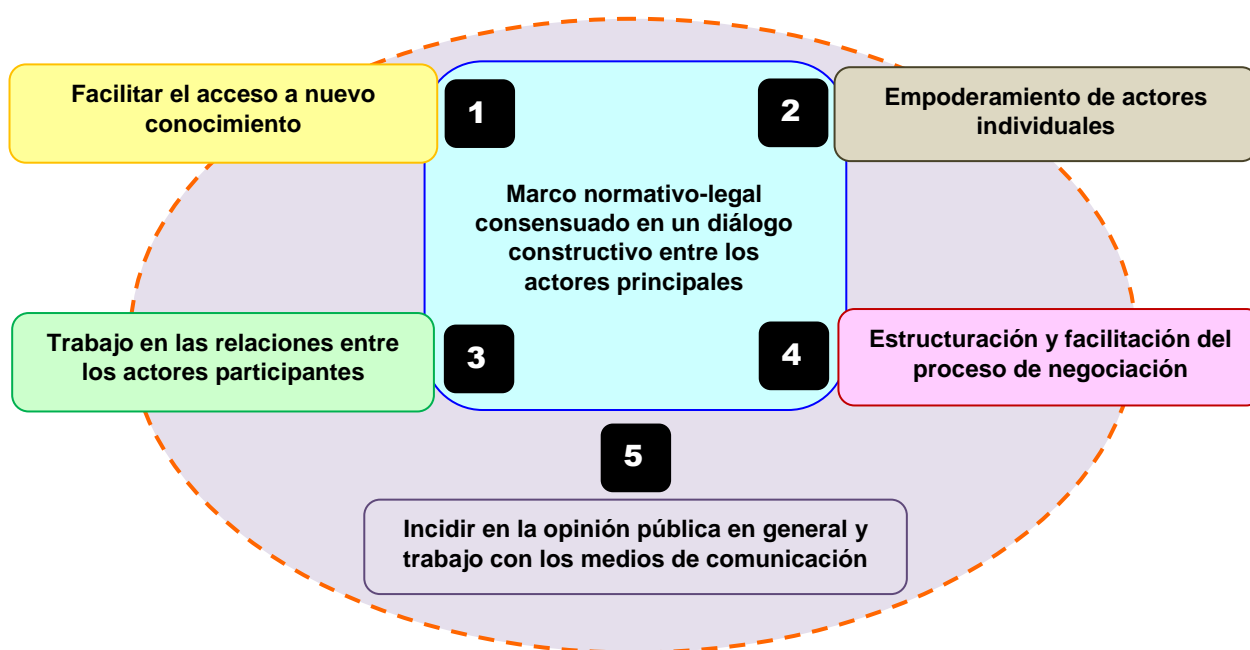 Facilitar el acceso a nuevo
conocimiento
1
2
Empoderamiento de actores
individuales
Marco normativo-legal
consensuado en un diálogo
constructivo entre los
actores principales
Trabajo en las relaciones entre
los actores participantes
3
4
Estructuración y facilitación del
proceso de negociación
5
Incidir en la opinión pública en general y
trabajo con los medios de comunicación